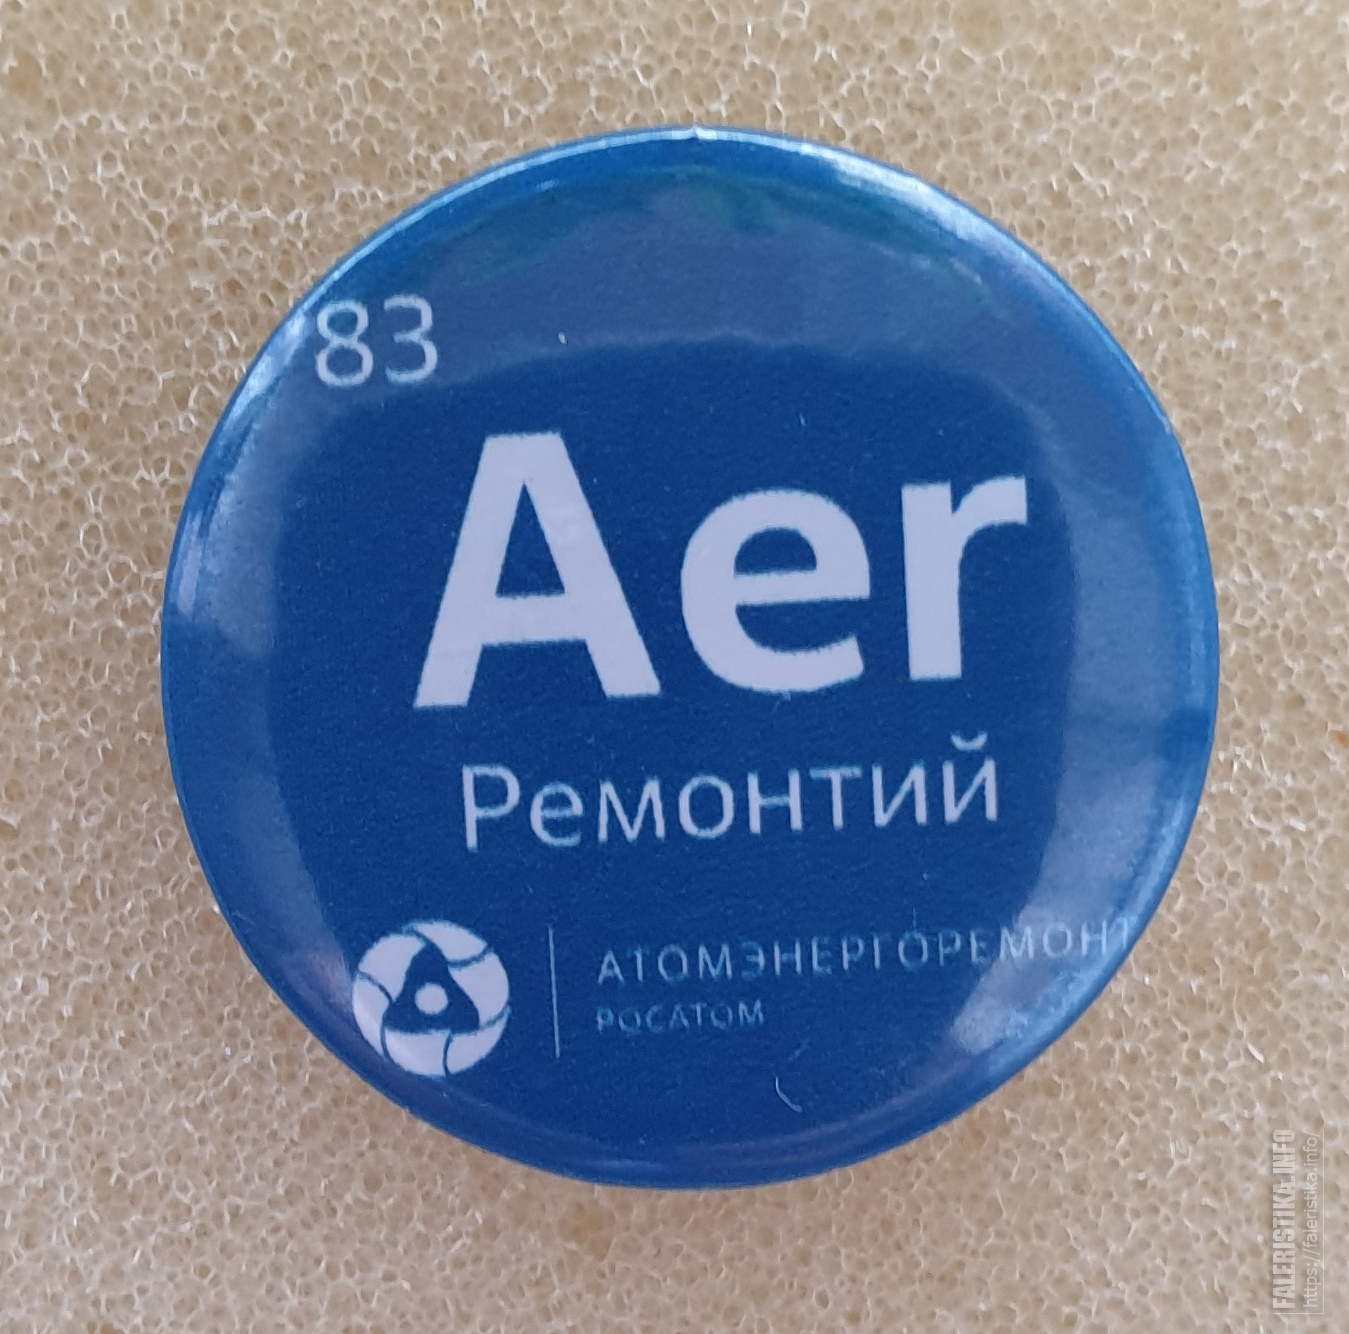 83
Aer
Ремонтий
АТОМЭНЕРГОРЕМОНТ
РОСАТОМ
FALERISTIKA.INFO
https://faleristika.info/